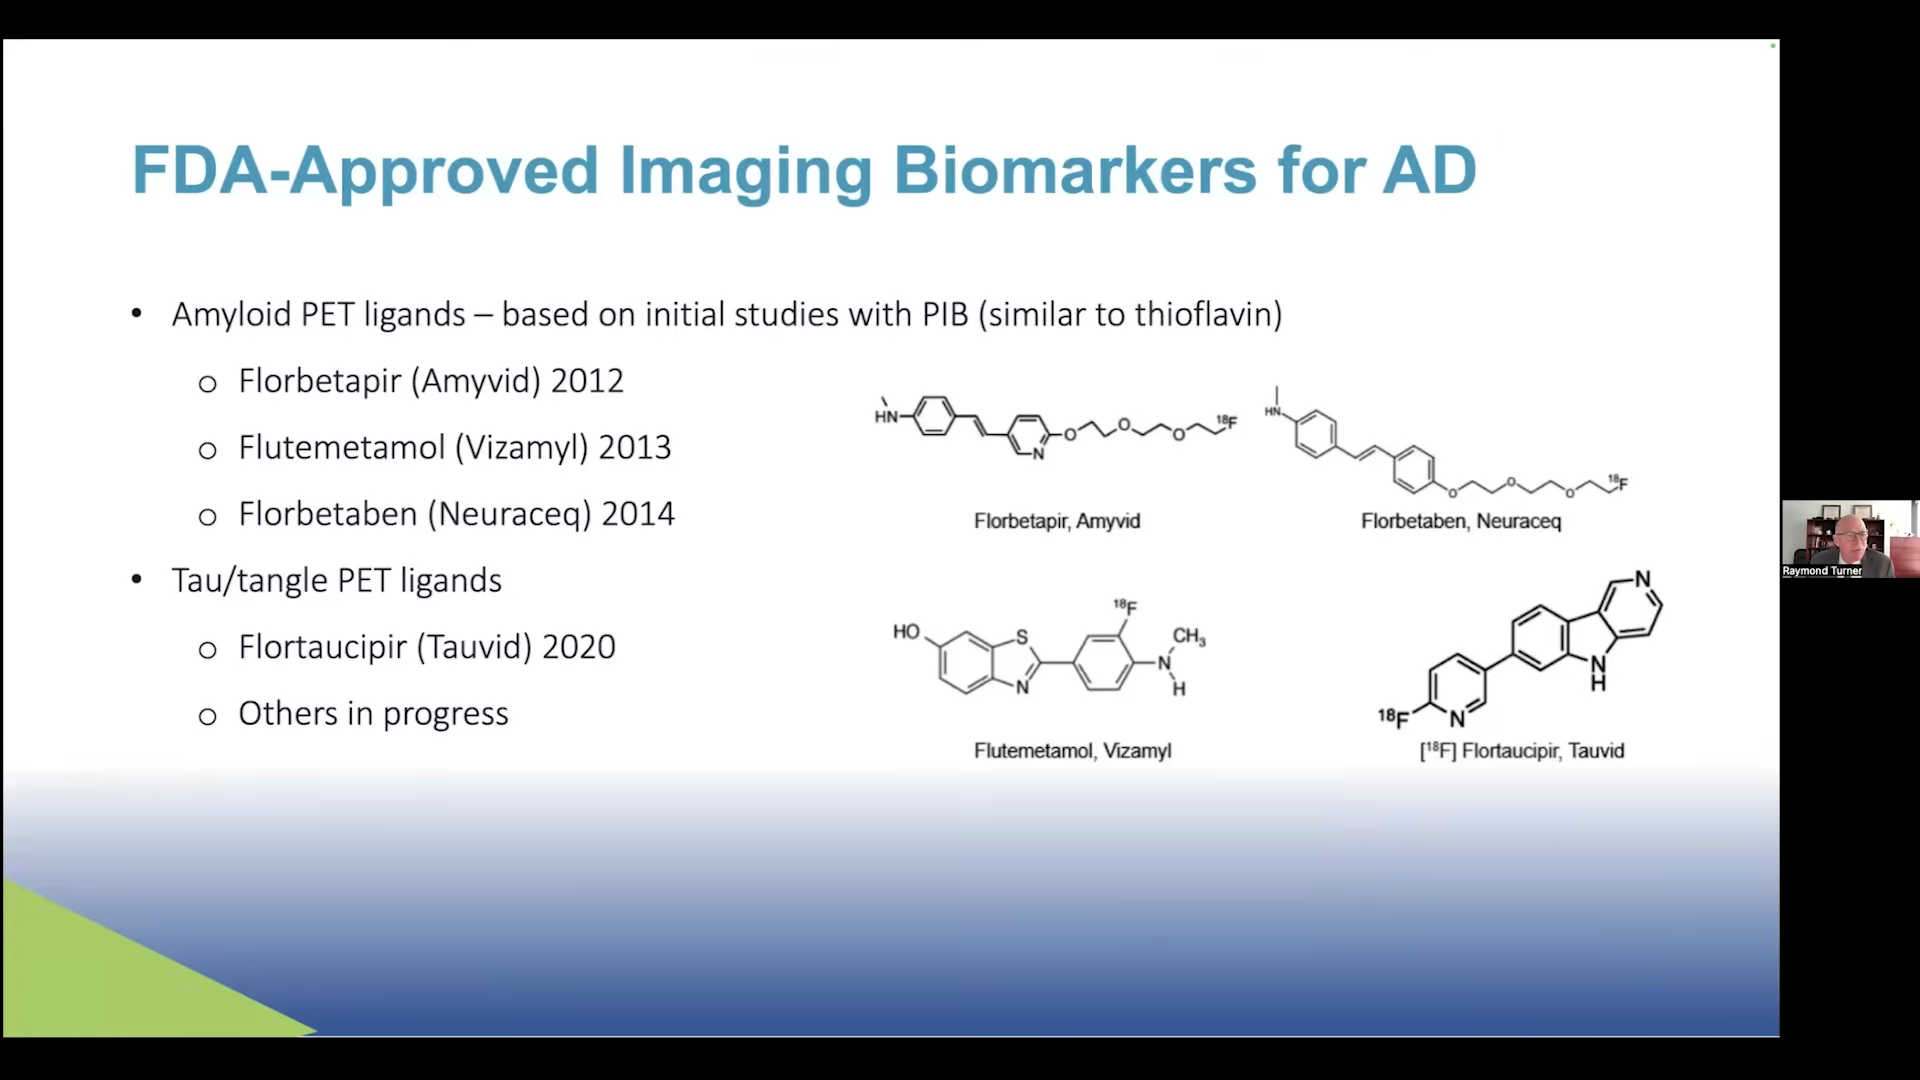 FDA-Approved Imaging Biomarkers for AD
• Amyloid PET ligands – based on initial studies with PIB (similar to thioflavin)
o Florbetapir (Amyvid) 2012
o Flutemetamol (Vizamyl) 2013
o Florbetaben (Neuraceq) 2014
• Tau/tangle PET ligands
o Flortaucipir (Tauvid) 2020
o Others in progress
HN N O O O ¹⁸F
Florbetapir, Amyvid
HN O O O ¹⁸F
Florbetaben, Neuraceq
HO S N ¹⁸F CH₃ N H
Flutemetamol, Vizamyl
N N H ¹⁸F N
[¹⁸F] Flortaucipir, Tauvid
Raymond Turner